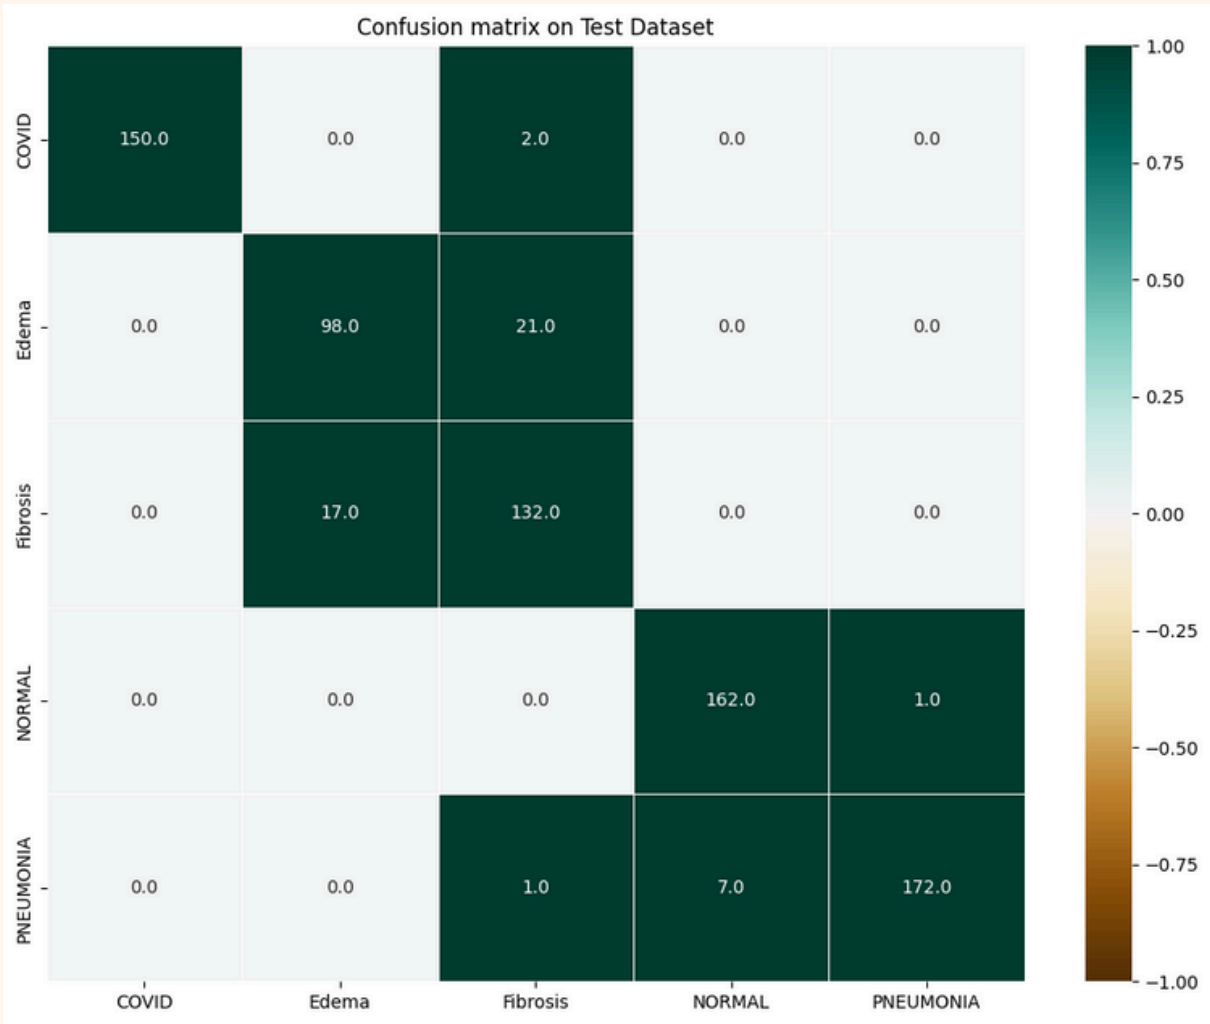 Confusion matrix on Test Dataset
COVID 150.0 0.0 2.0 0.0 0.0
Edema 0.0 98.0 21.0 0.0 0.0
Fibrosis 0.0 17.0 132.0 0.0 0.0
NORMAL 0.0 0.0 0.0 162.0 1.0
PNEUMONIA 0.0 0.0 1.0 7.0 172.0
COVID Edema Fibrosis NORMAL PNEUMONIA
1.00
0.75
0.50
0.25
0.00
−0.25
−0.50
−0.75
−1.00